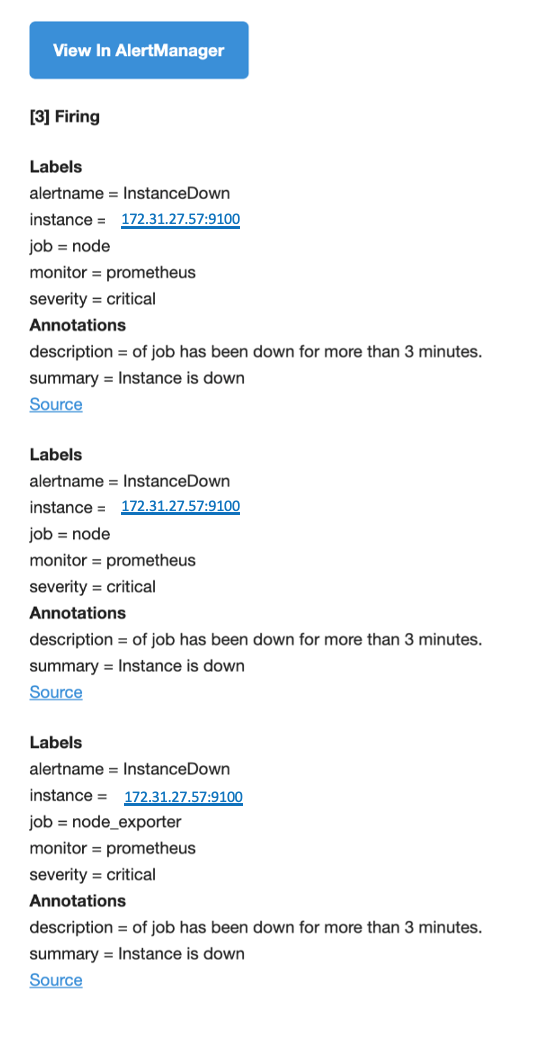 View In AlertManager
[3] Firing
Labels
alertname = InstanceDown
instance = 172.31.27.57:9100
job = node
monitor = prometheus
severity = critical
Annotations
description = of job has been down for more than 3 minutes.
summary = Instance is down
Source
Labels
alertname = InstanceDown
instance = 172.31.27.57:9100
job = node
monitor = prometheus
severity = critical
Annotations
description = of job has been down for more than 3 minutes.
summary = Instance is down
Source
Labels
alertname = InstanceDown
instance = 172.31.27.57:9100
job = node_exporter
monitor = prometheus
severity = critical
Annotations
description = of job has been down for more than 3 minutes.
summary = Instance is down
Source